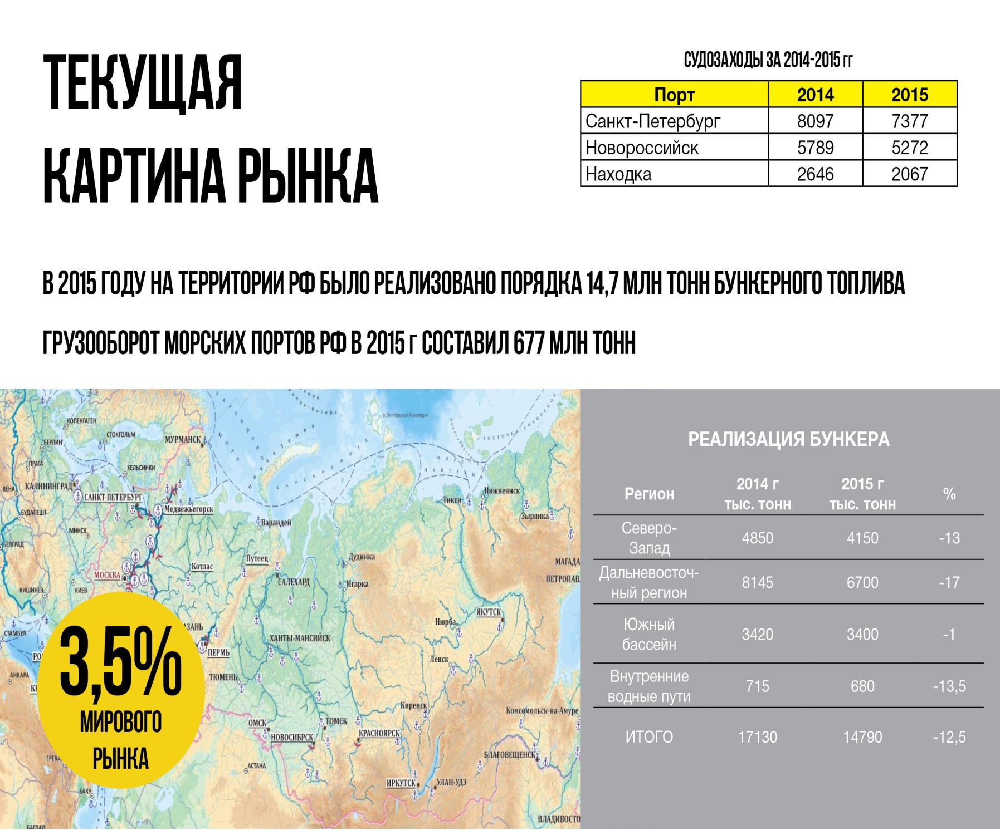 ТЕКУЩАЯ
КАРТИНА РЫНКА
СУДОЗАХОДЫ ЗА 2014-2015 гг
Порт 2014 2015
Санкт-Петербург 8097 7377
Новороссийск 5789 5272
Находка 2646 2067
В 2015 ГОДУ НА ТЕРРИТОРИИ РФ БЫЛО РЕАЛИЗОВАНО ПОРЯДКА 14,7 МЛН ТОНН БУНКЕРНОГО ТОПЛИВА
ГРУЗООБОРОТ МОРСКИХ ПОРТОВ РФ В 2015 г СОСТАВИЛ 677 МЛН ТОНН
о. Октябрьской Революции
КОПЕНГАГЕН
СТОКГОЛЬМ
БЕРЛИН
МУРМАНСК
ПРАГА
ХЕЛЬСИНКИ
ВЕНА
КАЛИНИНГРАД
САНКТ-ПЕТЕРБУРГ
Медвежьегорск
БУДАПЕШТ
Варандей
МИНСК
БЕЛГРАД
Нижнеянск
Тикси
Зырянка
КАРСКОЕ МОРЕ
Новая Земля
МОРЕ
Путеец
Дудинка
Котлас
МОСКВА
САЛЕХАРД
Игарка
КИШИНЕВ
КИЕВ
МАГАДА
ПЕТРОПАВ
ЯКУТСК
Нюрба
СТАМБУЛ
АЗАНЬ
ХАНТЫ-МАНСИЙСК
ПЕРМЬ
Ленск
РО
АНКАРА
ТЮМЕНЬ
Киренск
Комсомольск-на-Амуре
ОМСК
ТОМСК
НОВОСИБИРСК
КРАСНОЯРСК
БЛАГОВЕЩЕНСК
ЕРЕВА
АСТАНА
ИРКУТСК
УЛАН-УДЭ
БАКУ
ВЛАДИВОСТО
БАГДАД
3,5%
МИРОВОГО
РЫНКА
РЕАЛИЗАЦИЯ БУНКЕРА
Регион 2014 г тыс. тонн 2015 г тыс. тонн %
Северо-
Запад 4850 4150 -13
Дальневосточ-
ный регион 8145 6700 -17
Южный
бассейн 3420 3400 -1
Внутренние
водные пути 715 680 -13,5
ИТОГО 17130 14790 -12,5